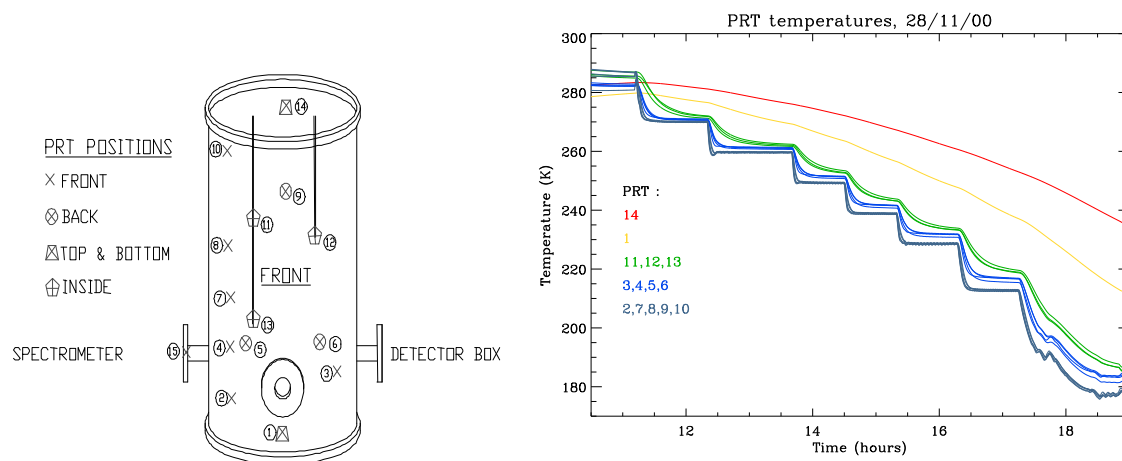 PRT POSITIONS
FRONT
BACK
TOP & BOTTOM
INSIDE
14
10
9
11
12
8
FRONT
7
13
SPECTROMETER
15
4
5
6
DETECTOR BOX
3
2
1
PRT temperatures, 28/11/00
Temperature (K)
300
280
260
240
220
200
180
PRT :
14
1
11,12,13
3,4,5,6
2,7,8,9,10
12
14
16
18
Time (hours)